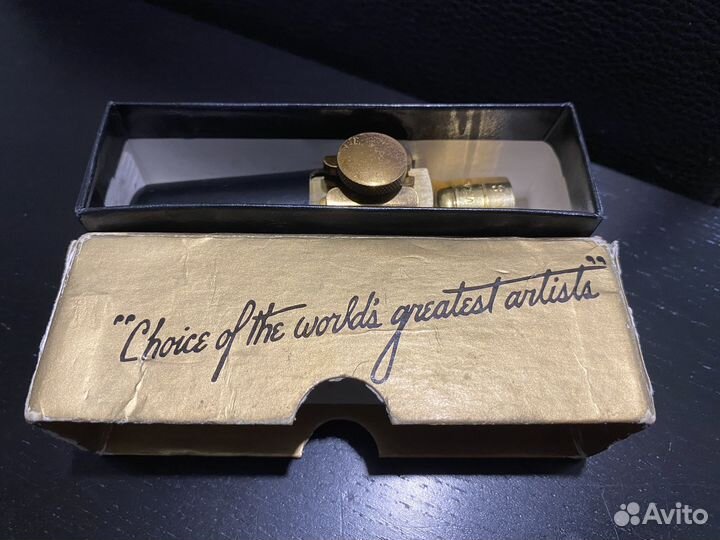 "Choice of the world's greatest artists"
Avito